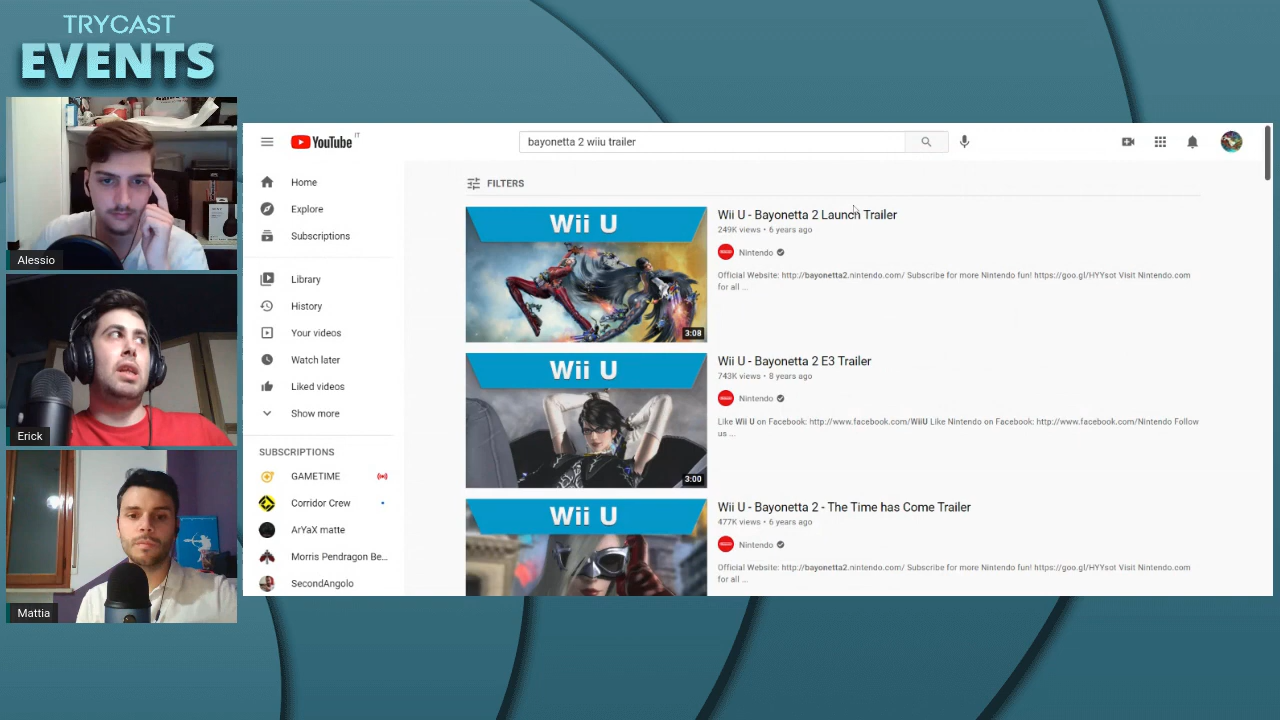 TRYCAST
EVENTS
Alessio
Erick
Mattia
YouTube IT
bayonetta 2 wiiu trailer
Home
Explore
Subscriptions
Library
History
Your videos
Watch later
Liked videos
Show more
SUBSCRIPTIONS
GAMETIME
Corridor Crew
ArYaX matte
Morris Pendragon Be...
SecondAngolo
FILTERS
Wii U
3:08
Wii U - Bayonetta 2 Launch Trailer
249K views • 6 years ago
Nintendo
Official Website: http://bayonetta2.nintendo.com/ Subscribe for more Nintendo fun! https://goo.gl/HYYsot Visit Nintendo.com
for all ...
Wii U
3:00
Wii U - Bayonetta 2 E3 Trailer
743K views • 8 years ago
Nintendo
Like Wii U on Facebook: http://www.facebook.com/WiiU Like Nintendo on Facebook: http://www.facebook.com/Nintendo Follow
us ...
Wii U
Wii U - Bayonetta 2 - The Time has Come Trailer
477K views • 6 years ago
Nintendo
Official Website: http://bayonetta2.nintendo.com/ Subscribe for more Nintendo fun! https://goo.gl/HYYsot Visit Nintendo.com
for all ...